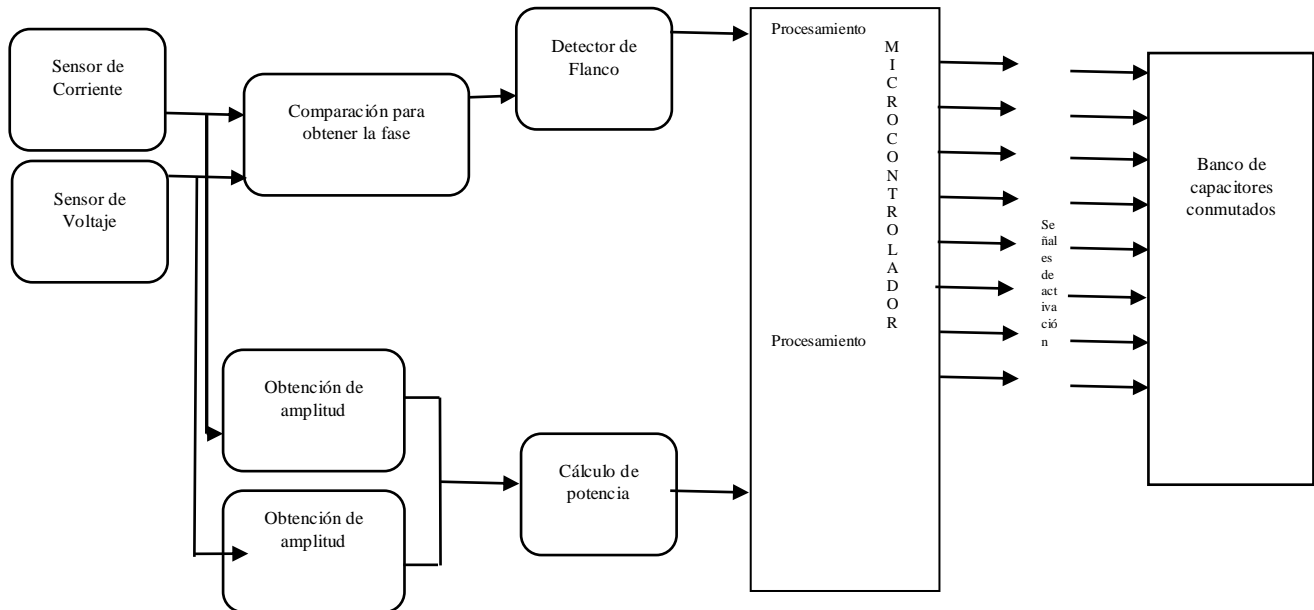 Sensor de
Corriente
Sensor de
Voltaje
Comparación para
obtener la fase
Detector de
Flanco
Obtención de
amplitud
Obtención de
amplitud
Cálculo de
potencia
Procesamiento
M
I
C
R
O
C
O
N
T
R
O
L
A
D
O
R
Procesamiento
Se
ñal
es
de
act
iva
ció
n
Banco de
capacitores
conmutados